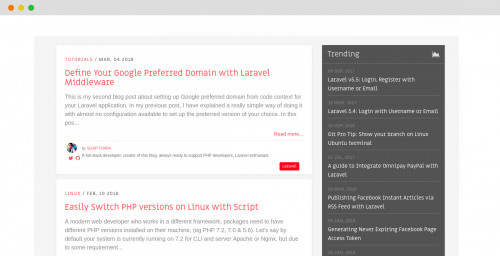 TUTORIALS / MAR, 04 2018
Define Your Google Preferred Domain with Laravel
Middleware
This is my second blog post about setting up Google preferred domain from code context for
your Laravel application. In my previous post, I have explained a really simple way of doing it
with almost no configuration available to set up the preferred version of your choice. In this
pos...
Read more...
by SUJIP THAPA
A full-stack developer, creator of this blog, always ready to support PHP developers, Laravel enthusiasts.
LARAVEL
LINUX / FEB, 10 2018
Easily Switch PHP versions on Linux with Script
A modern web developer who works in a different framework, packages need to have
different PHP versions installed on their machine, (eg PHP 7.2, 7.0 & 5.6). Let's say by
default your system is currently running on 7.2 for CLI and server Apache or Nginx, but due
to some requirement...
Trending
Laravel v5.5: Login, Register with
Username or Email
Laravel 5.4: Login with Username or Email
Git Pro Tip: Show your branch on Linux
Ubuntu terminal
A guide to Integrate Omnipay PayPal with
Laravel
Publishing Facebook Instant Articles via
RSS Feed with Laravel
Generating Never Expiring Facebook Page
Access Token